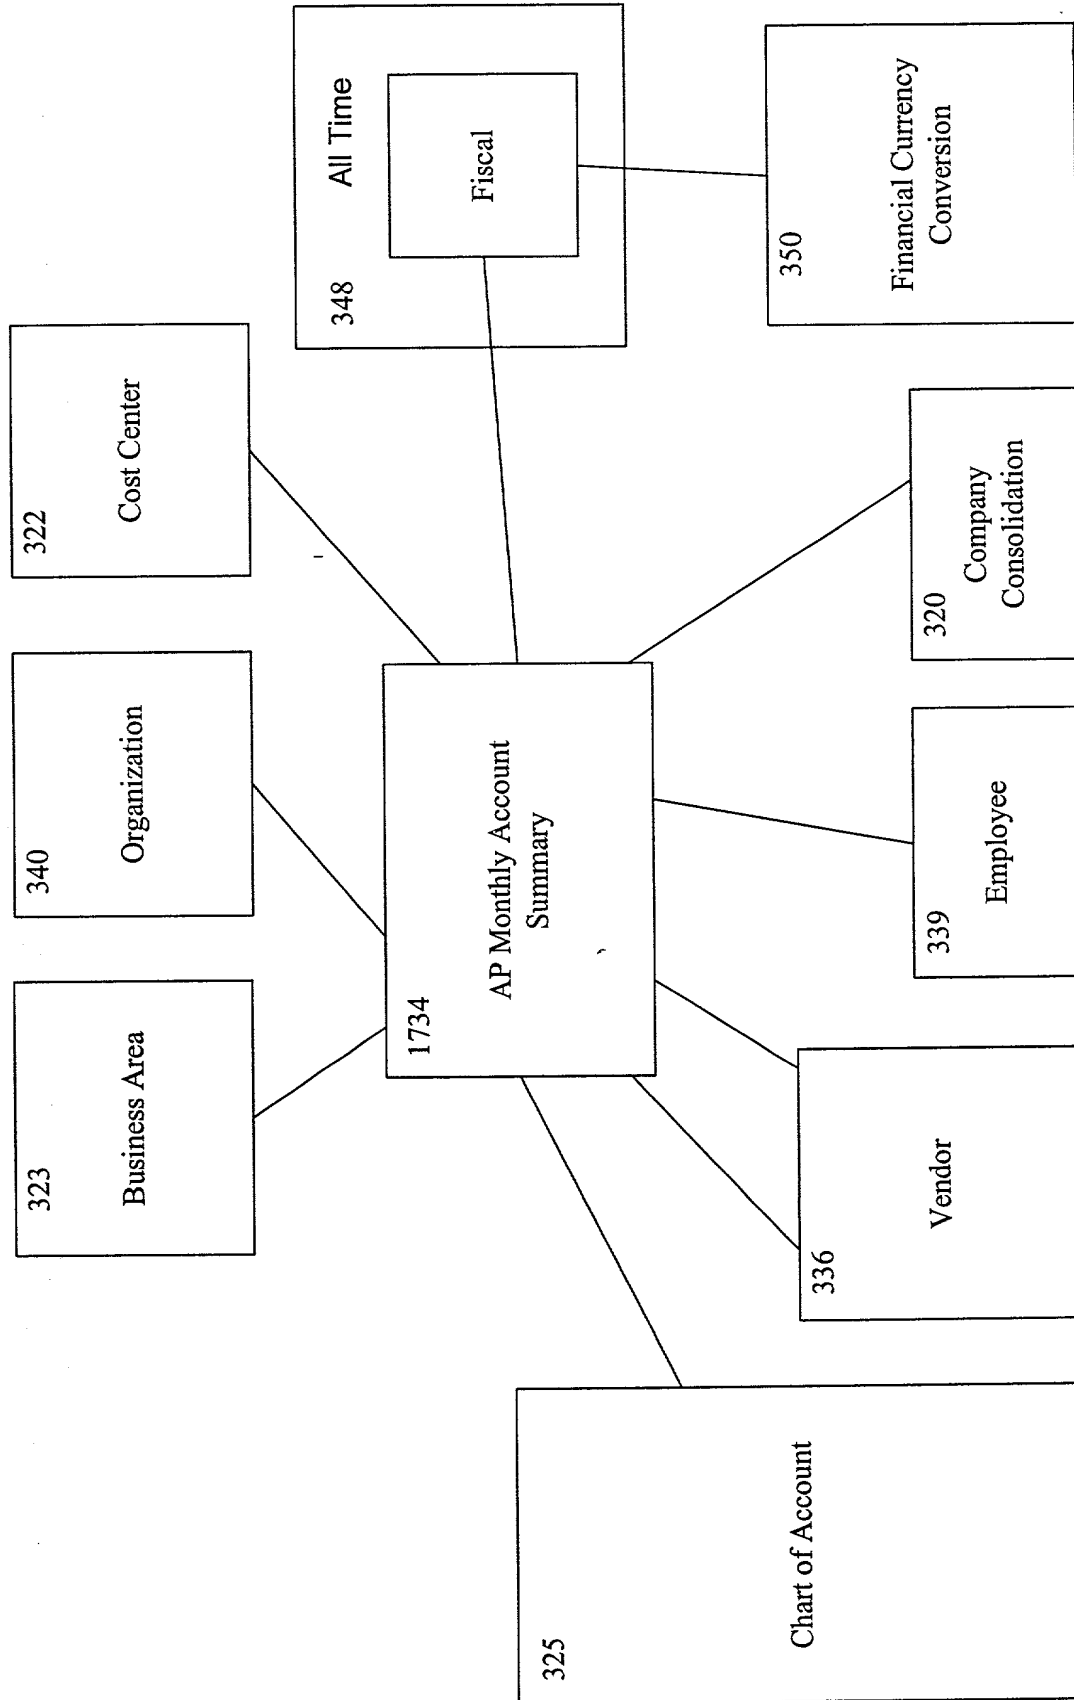 323
Business Area
340
Organization
322
Cost Center
348
All Time
Fiscal
1734
AP Monthly Account
Summary
325
Chart of Account
336
Vendor
339
Employee
320
Company
Consolidation
350
Financial Currency
Conversion